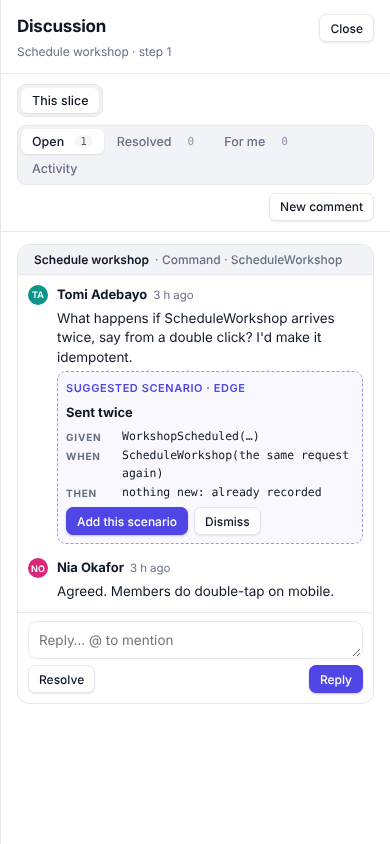 Discussion
Close
Schedule workshop · step 1
This slice
Open 1 Resolved 0 For me 0
Activity
New comment
Schedule workshop · Command · ScheduleWorkshop
TA Tomi Adebayo 3 h ago
What happens if ScheduleWorkshop arrives
twice, say from a double click? I'd make it
idempotent.
SUGGESTED SCENARIO · EDGE
Sent twice
GIVEN WorkshopScheduled(…)
WHEN ScheduleWorkshop(the same request
again)
THEN nothing new: already recorded
Add this scenario Dismiss
NO Nia Okafor 3 h ago
Agreed. Members do double-tap on mobile.
Reply... @ to mention
Resolve Reply